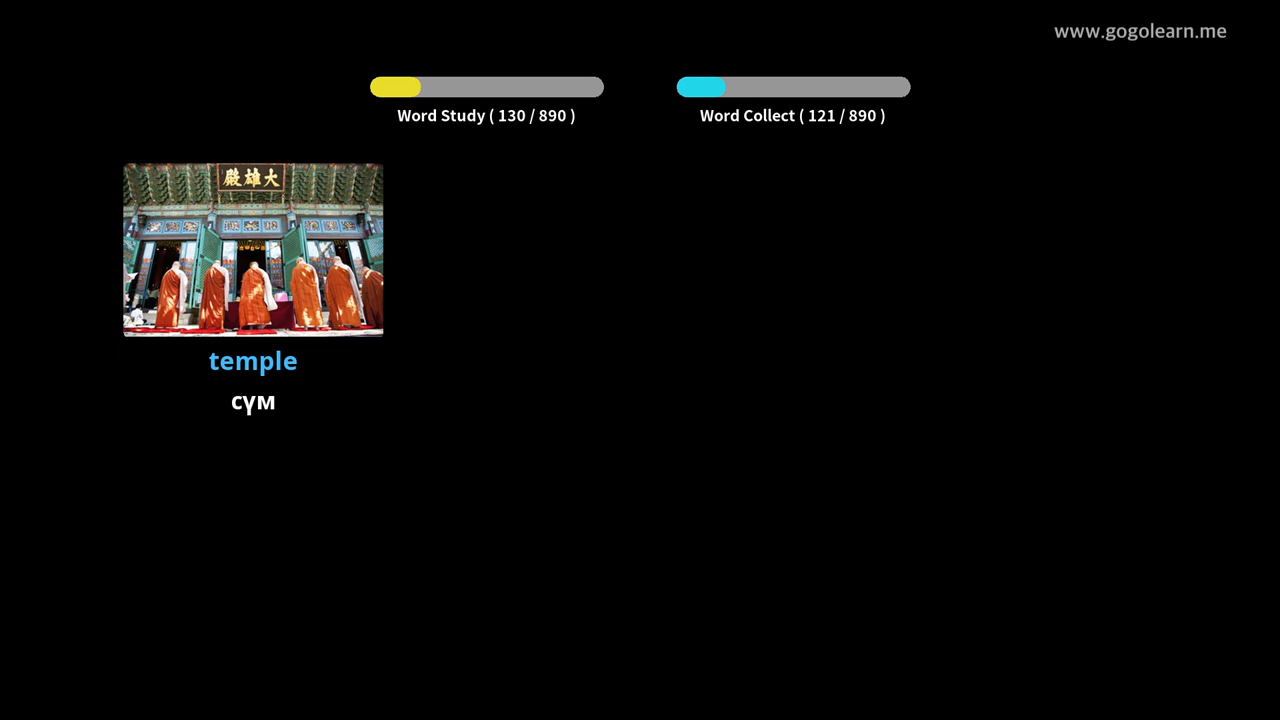 www.gogolearn.me
Word Study ( 130 / 890 )
Word Collect ( 121 / 890 )
大雄殿
temple
сүм